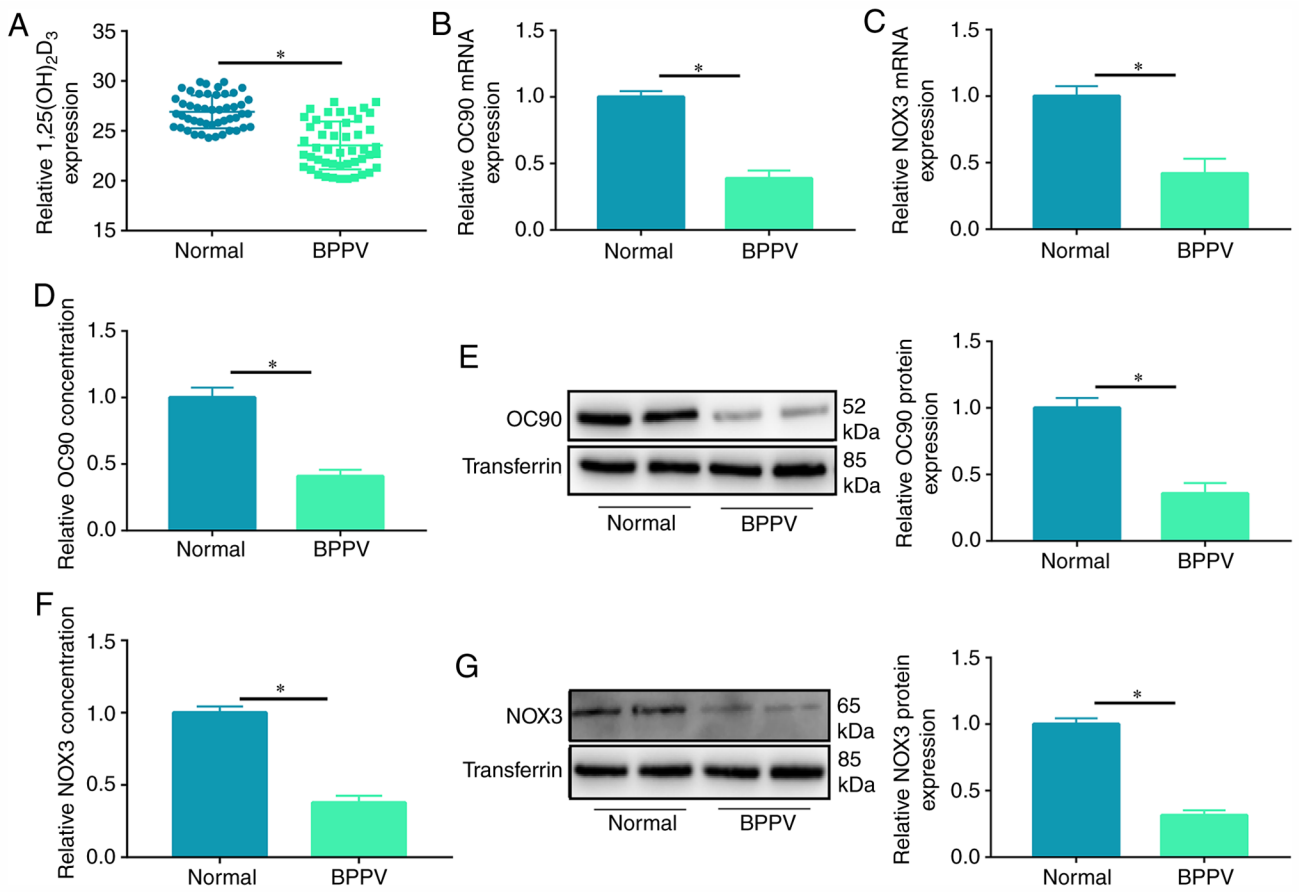 A
Relative 1,25(OH)2D3
expression
35
30
25
20
15
*
Normal
BPPV
B
Relative OC90 mRNA
expression
1.5
1.0
0.5
0.0
*
Normal
BPPV
C
Relative NOX3 mRNA
expression
1.5
1.0
0.5
0.0
*
Normal
BPPV
D
Relative OC90 concentration
1.5
1.0
0.5
0.0
*
Normal
BPPV
E
OC90
52
kDa
Transferrin
85
kDa
Normal
BPPV
Relative OC90 protein
expression
1.5
1.0
0.5
0.0
*
Normal
BPPV
F
Relative NOX3 concentration
1.5
1.0
0.5
0.0
*
Normal
BPPV
G
NOX3
65
kDa
Transferrin
85
kDa
Normal
BPPV
Relative NOX3 protein
expression
1.5
1.0
0.5
0.0
*
Normal
BPPV